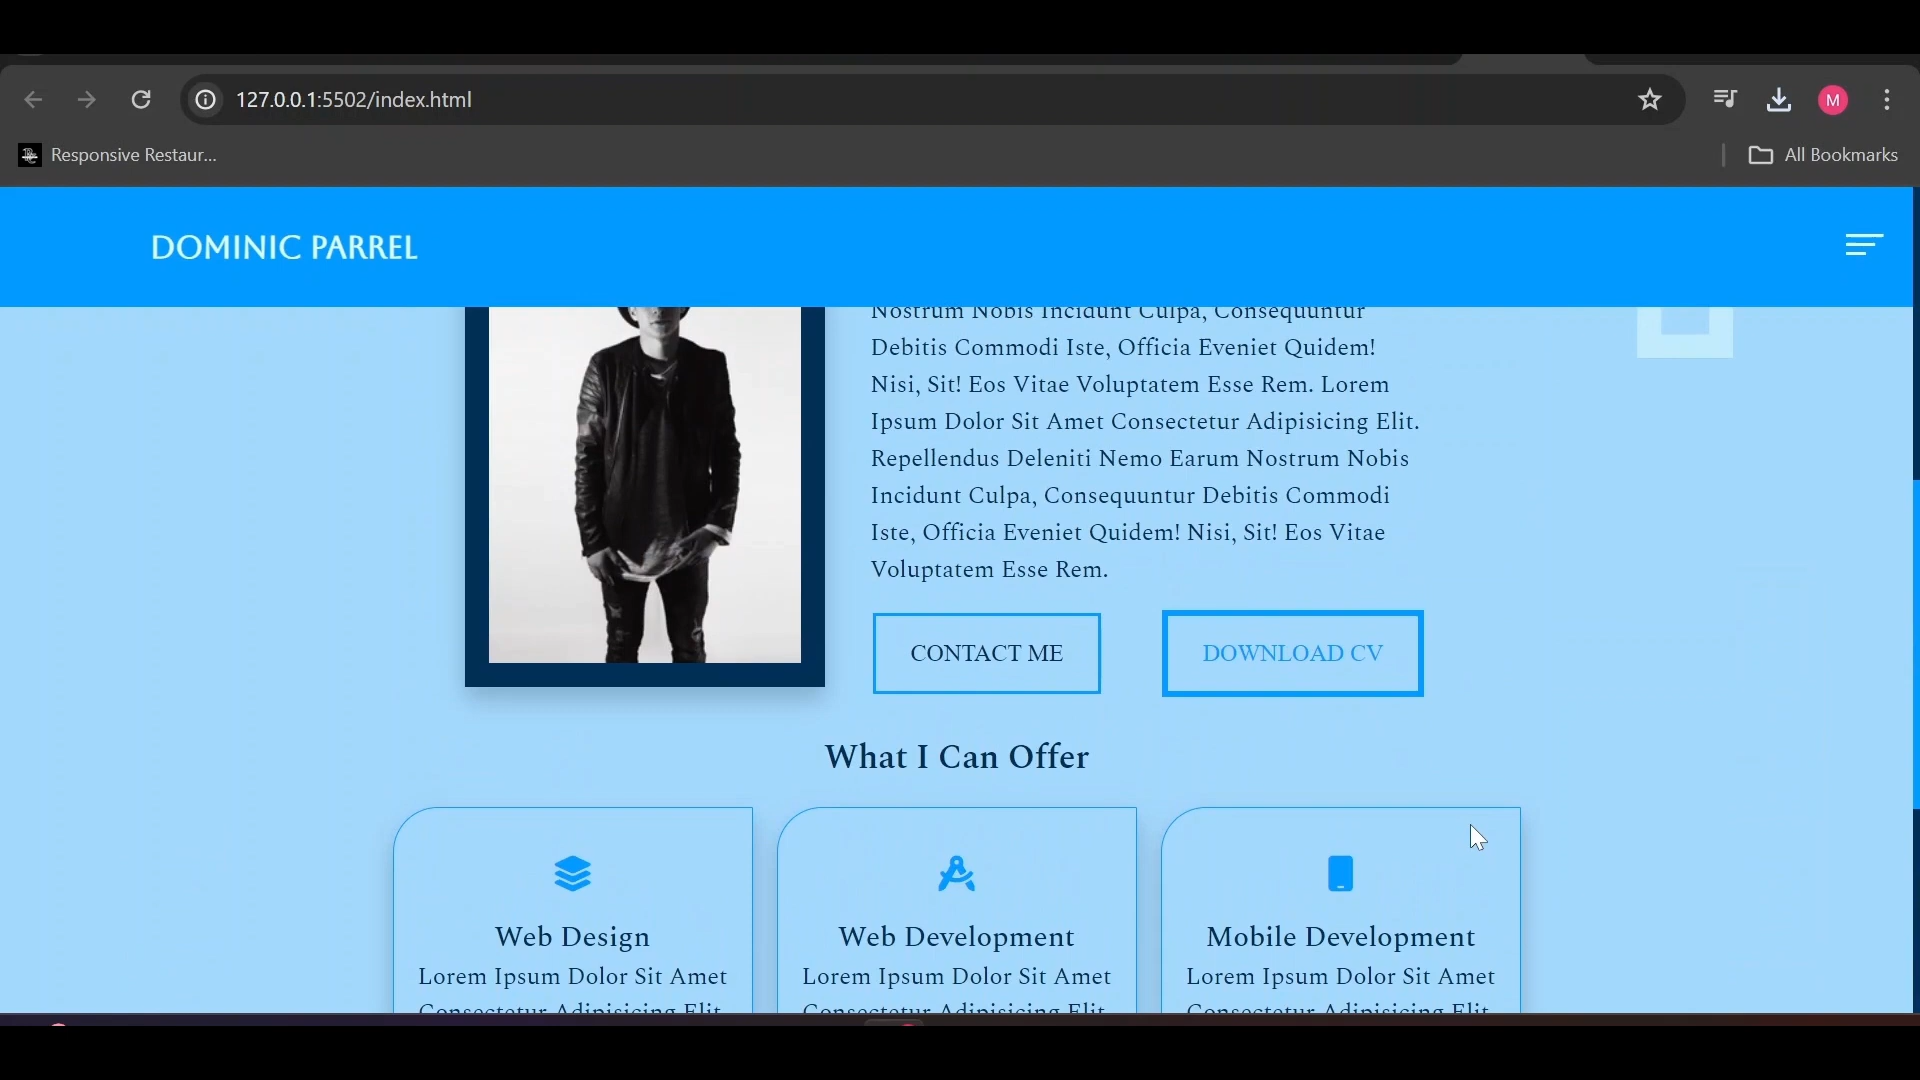 127.0.0.1:5502/index.html
M
Responsive Restaur...
All Bookmarks
DOMINIC PARREL
Nostrum Nobis Incidunt Culpa, Consequuntur
Debitis Commodi Iste, Officia Eveniet Quidem!
Nisi, Sit! Eos Vitae Voluptatem Esse Rem. Lorem
Ipsum Dolor Sit Amet Consectetur Adipisicing Elit.
Repellendus Deleniti Nemo Earum Nostrum Nobis
Incidunt Culpa, Consequuntur Debitis Commodi
Iste, Officia Eveniet Quidem! Nisi, Sit! Eos Vitae
Voluptatem Esse Rem.
CONTACT ME
DOWNLOAD CV
What I Can Offer
Web Design
Lorem Ipsum Dolor Sit Amet
Consectetur Adipisicing Elit.
Web Development
Lorem Ipsum Dolor Sit Amet
Consectetur Adipisicing Elit.
Mobile Development
Lorem Ipsum Dolor Sit Amet
Consectetur Adipisicing Elit.